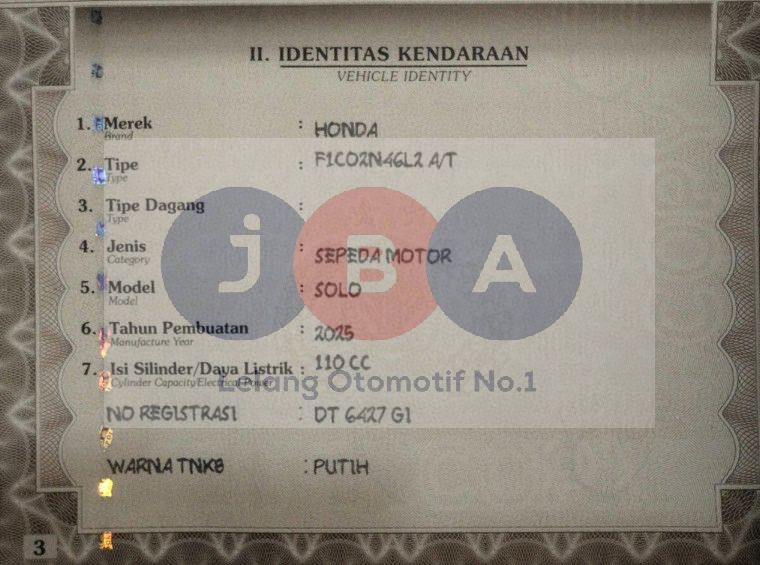 II. IDENTITAS KENDARAAN
VEHICLE IDENTITY
1. Merek : HONDA
Brand
2. Tipe : F1C02N46L2 A/T
Type
3. Tipe Dagang :
Type
4. Jenis : SEPEDA MOTOR
Category
5. Model : SOLO
Model
6. Tahun Pembuatan : 2025
Manufacture Year
7. Isi Silinder/Daya Listrik : 110 CC
Cylinder Capacity/Electrical Power
NO REGISTRASI : DT 6427 GI
WARNA TNKB : PUTIH
3
JBA
Lelang Otomotif No.1